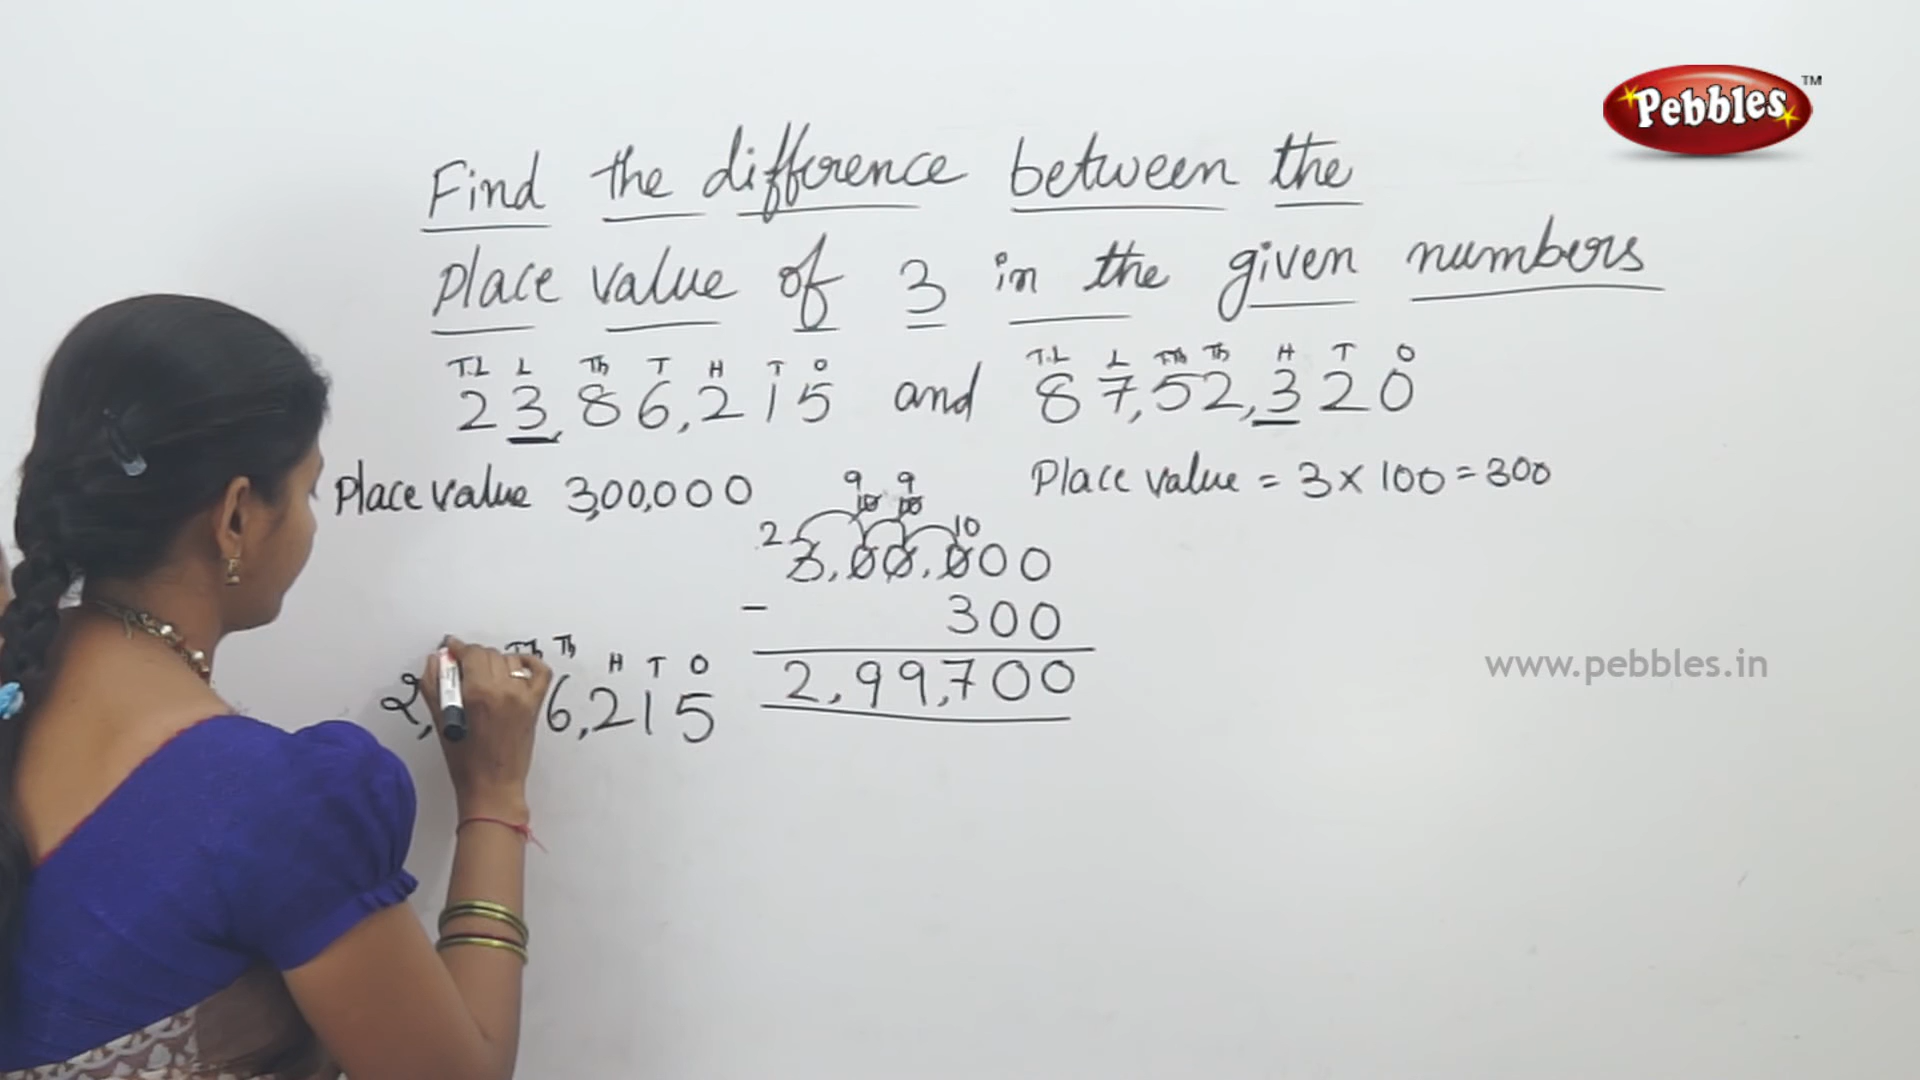 Pebbles TM
Find the difference between the
place value of 3 in the given numbers
T.L L Th T H T O
T.L L T.Th Th H T O
23,86,215 and 87,52,320
Place value 3,00,000
Place value = 3 × 100 = 300
9 9
10 10
2 10
3,00,000
- 300
2,99,700
T.Th Th H T O
2, 6,215
www.pebbles.in